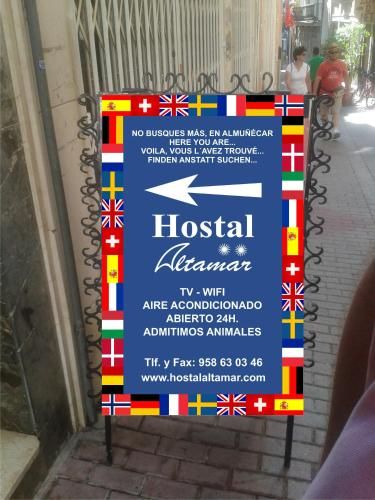 NO BUSQUES MÁS, EN ALMUÑÉCAR
HERE YOU ARE...
VOILA, VOUS L´AVEZ TROUVÉ...
FINDEN ANSTATT SUCHEN...
Hostal
Altamar
TV - WIFI
AIRE ACONDICIONADO
ABIERTO 24H.
ADMITIMOS ANIMALES
Tlf. y Fax: 958 63 03 46
www.hostalaltamar.com